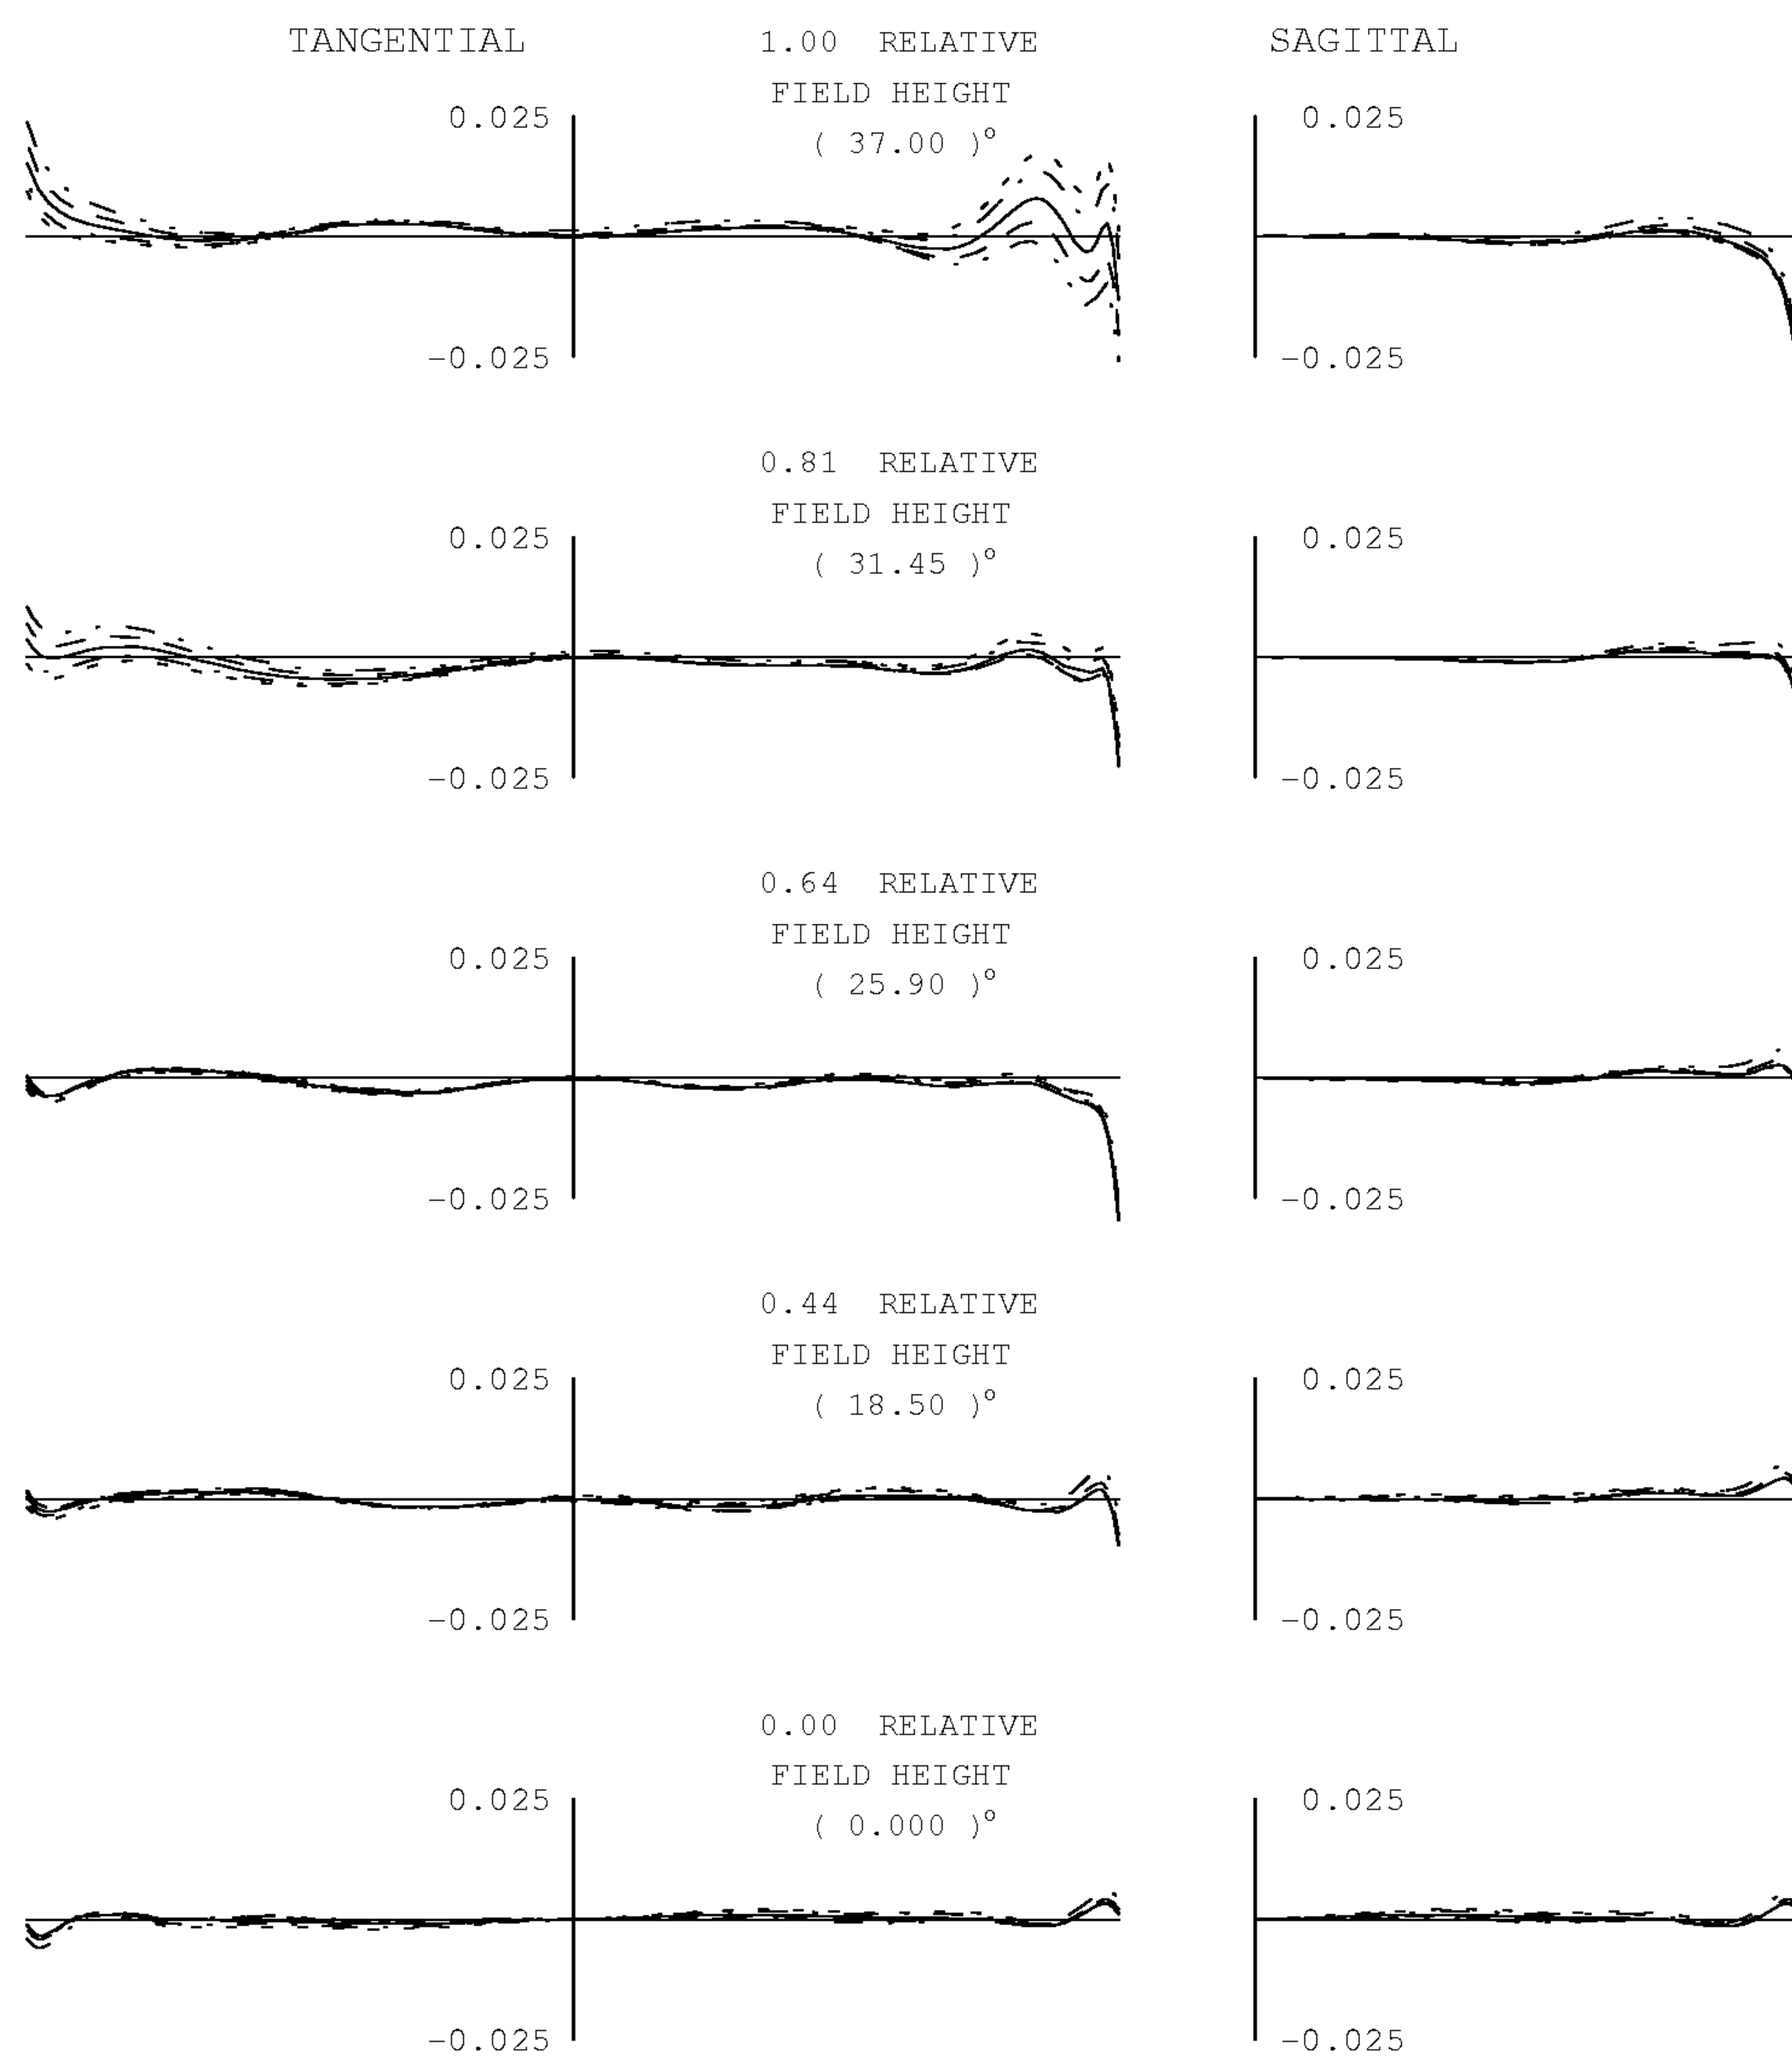 TANGENTIAL 1.00 RELATIVE SAGITTAL
FIELD HEIGHT
0.025 ( 37.00 )° 0.025
-0.025 -0.025
0.81 RELATIVE
FIELD HEIGHT
0.025 ( 31.45 )° 0.025
-0.025 -0.025
0.64 RELATIVE
FIELD HEIGHT
0.025 ( 25.90 )° 0.025
-0.025 -0.025
0.44 RELATIVE
FIELD HEIGHT
0.025 ( 18.50 )° 0.025
-0.025 -0.025
0.00 RELATIVE
FIELD HEIGHT
0.025 ( 0.000 )° 0.025
-0.025 -0.025